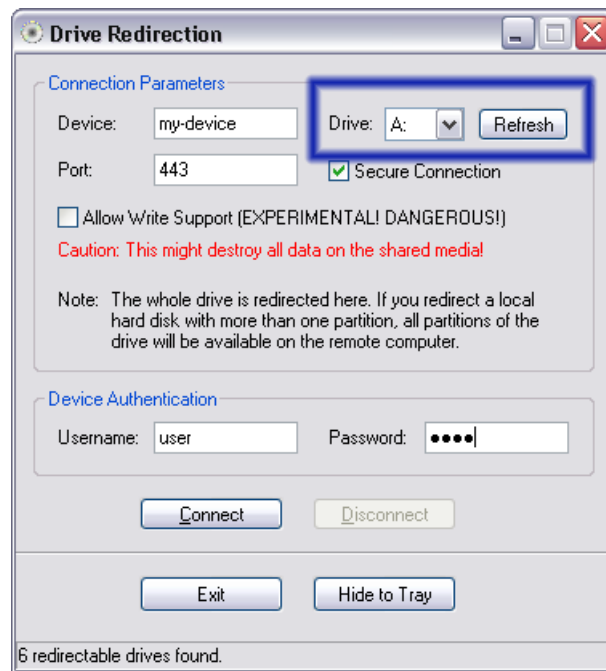 Drive Redirection
Connection Parameters
Device: my-device Drive: A: Refresh
Port: 443 Secure Connection
Allow Write Support (EXPERIMENTAL! DANGEROUS!)
Caution: This might destroy all data on the shared media!
Note: The whole drive is redirected here. If you redirect a local
hard disk with more than one partition, all partitions of the
drive will be available on the remote computer.
Device Authentication
Username: user Password: ●●●●
Connect Disconnect
Exit Hide to Tray
6 redirectable drives found.